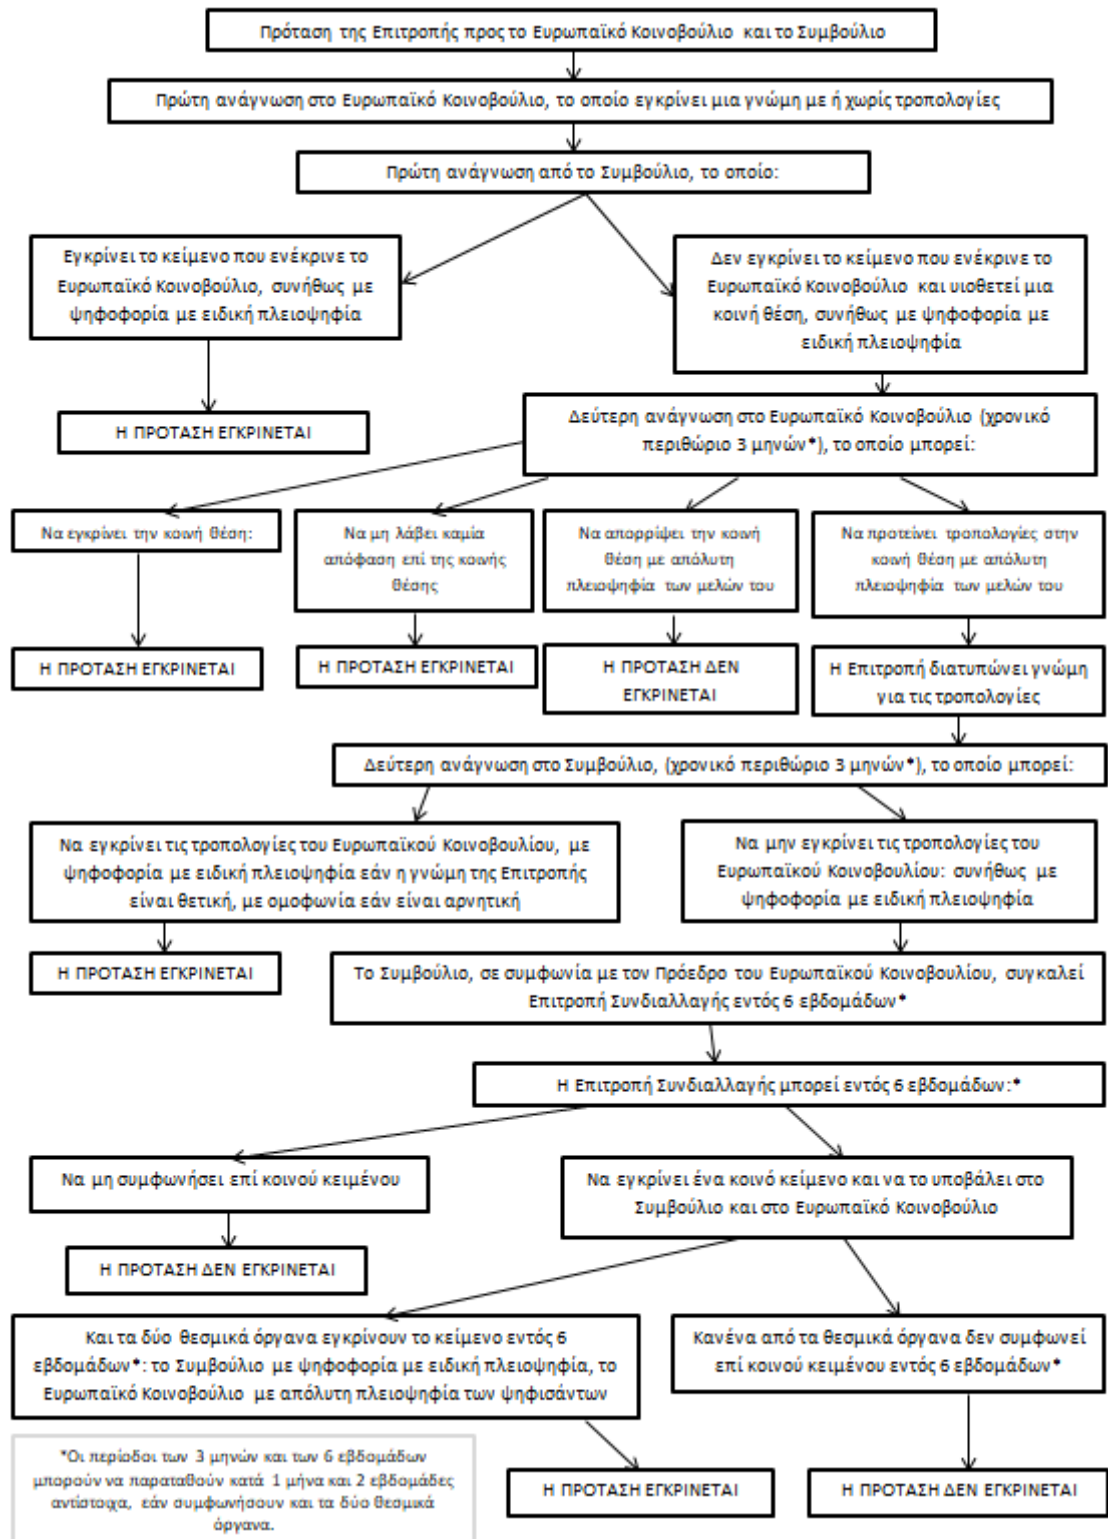 Πρόταση της Επιτροπής προς το Ευρωπαϊκό Κοινοβούλιο και το Συμβούλιο
Πρώτη ανάγνωση στο Ευρωπαϊκό Κοινοβούλιο, το οποίο εγκρίνει μια γνώμη με ή χωρίς τροπολογίες
Πρώτη ανάγνωση από το Συμβούλιο, το οποίο:
Εγκρίνει το κείμενο που ενέκρινε το
Ευρωπαϊκό Κοινοβούλιο, συνήθως με
ψηφοφορία με ειδική πλειοψηφία
Δεν εγκρίνει το κείμενο που ενέκρινε το
Ευρωπαϊκό Κοινοβούλιο και υιοθετεί μια
κοινή θέση, συνήθως με ψηφοφορία με
ειδική πλειοψηφία
Η ΠΡΟΤΑΣΗ ΕΓΚΡΙΝΕΤΑΙ
Δεύτερη ανάγνωση στο Ευρωπαϊκό Κοινοβούλιο (χρονικό
περιθώριο 3 μηνών*), το οποίο μπορεί:
Να εγκρίνει την κοινή θέση:
Να μη λάβει καμία
απόφαση επί της κοινής
θέσης
Να απορρίψει την κοινή
θέση με απόλυτη
πλειοψηφία των μελών του
Να προτείνει τροπολογίες στην
κοινή θέση με απόλυτη
πλειοψηφία των μελών του
Η ΠΡΟΤΑΣΗ ΕΓΚΡΙΝΕΤΑΙ
Η ΠΡΟΤΑΣΗ ΕΓΚΡΙΝΕΤΑΙ
Η ΠΡΟΤΑΣΗ ΔΕΝ
ΕΓΚΡΙΝΕΤΑΙ
Η Επιτροπή διατυπώνει γνώμη
για τις τροπολογίες
Δεύτερη ανάγνωση στο Συμβούλιο, (χρονικό περιθώριο 3 μηνών*), το οποίο μπορεί:
Να εγκρίνει τις τροπολογίες του Ευρωπαϊκού Κοινοβουλίου, με
ψηφοφορία με ειδική πλειοψηφία εάν η γνώμη της Επιτροπής
είναι θετική, με ομοφωνία εάν είναι αρνητική
Να μην εγκρίνει τις τροπολογίες του
Ευρωπαϊκού Κοινοβουλίου: συνήθως με
ψηφοφορία με ειδική πλειοψηφία
Η ΠΡΟΤΑΣΗ ΕΓΚΡΙΝΕΤΑΙ
Το Συμβούλιο, σε συμφωνία με τον Πρόεδρο του Ευρωπαϊκού Κοινοβουλίου, συγκαλεί
Επιτροπή Συνδιαλλαγής εντός 6 εβδομάδων*
Η Επιτροπή Συνδιαλλαγής μπορεί εντός 6 εβδομάδων:*
Να μη συμφωνήσει επί κοινού κειμένου
Να εγκρίνει ένα κοινό κείμενο και να το υποβάλει στο
Συμβούλιο και στο Ευρωπαϊκό Κοινοβούλιο
Η ΠΡΟΤΑΣΗ ΔΕΝ ΕΓΚΡΙΝΕΤΑΙ
Και τα δύο θεσμικά όργανα εγκρίνουν το κείμενο εντός 6
εβδομάδων*: το Συμβούλιο με ψηφοφορία με ειδική πλειοψηφία, το
Ευρωπαϊκό Κοινοβούλιο με απόλυτη πλειοψηφία των ψηφισάντων
Κανένα από τα θεσμικά όργανα δεν συμφωνεί
επί κοινού κειμένου εντός 6 εβδομάδων*
*Οι περίοδοι των 3 μηνών και των 6 εβδομάδων
μπορούν να παραταθούν κατά 1 μήνα και 2 εβδομάδες
αντίστοιχα, εάν συμφωνήσουν και τα δύο θεσμικά
όργανα.
Η ΠΡΟΤΑΣΗ ΕΓΚΡΙΝΕΤΑΙ
Η ΠΡΟΤΑΣΗ ΔΕΝ ΕΓΚΡΙΝΕΤΑΙ